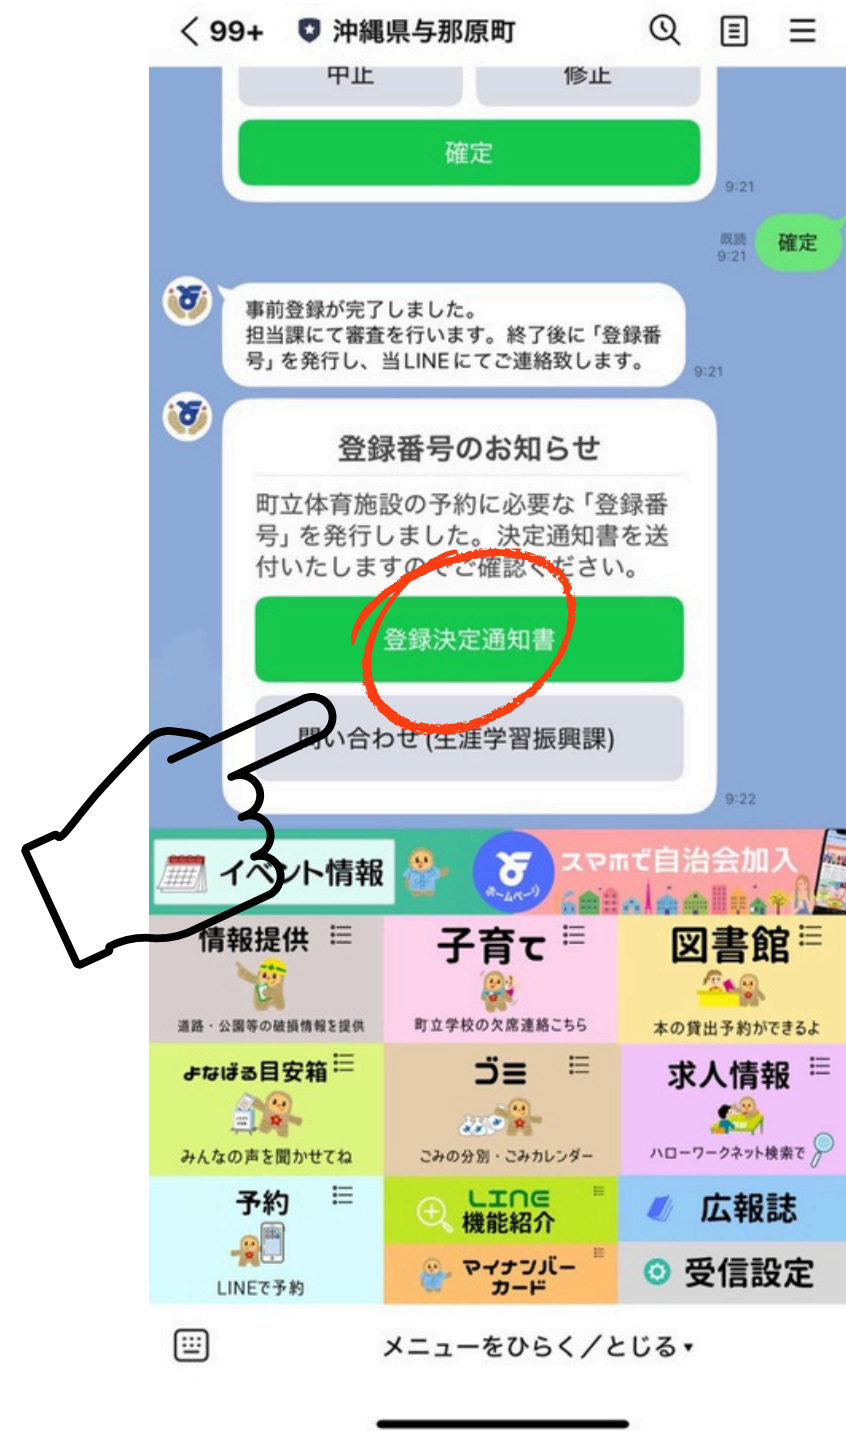 99+ 沖縄県与那原町
中止 修正
確定
9:21
既読
9:21
確定
事前登録が完了しました。
担当課にて審査を行います。終了後に「登録番
号」を発行し、当LINEにてご連絡致します。
9:21
登録番号のお知らせ
町立体育施設の予約に必要な「登録番
号」を発行しました。決定通知書を送
付いたしますのでご確認ください。
登録決定通知書
問い合わせ(生涯学習振興課)
9:22
イベント情報
ホームページ
スマホで自治会加入
情報提供
道路・公園等の破損情報を提供
子育て
町立学校の欠席連絡こちら
図書館
本の貸出予約ができるよ
よなばる目安箱
みんなの声を聞かせてね
ゴミ
ごみの分別・ごみカレンダー
求人情報
ハローワークネット検索で
予約
LINEで予約
LINE
機能紹介
マイナンバー
カード
広報誌
受信設定
メニューをひらく／とじる▾